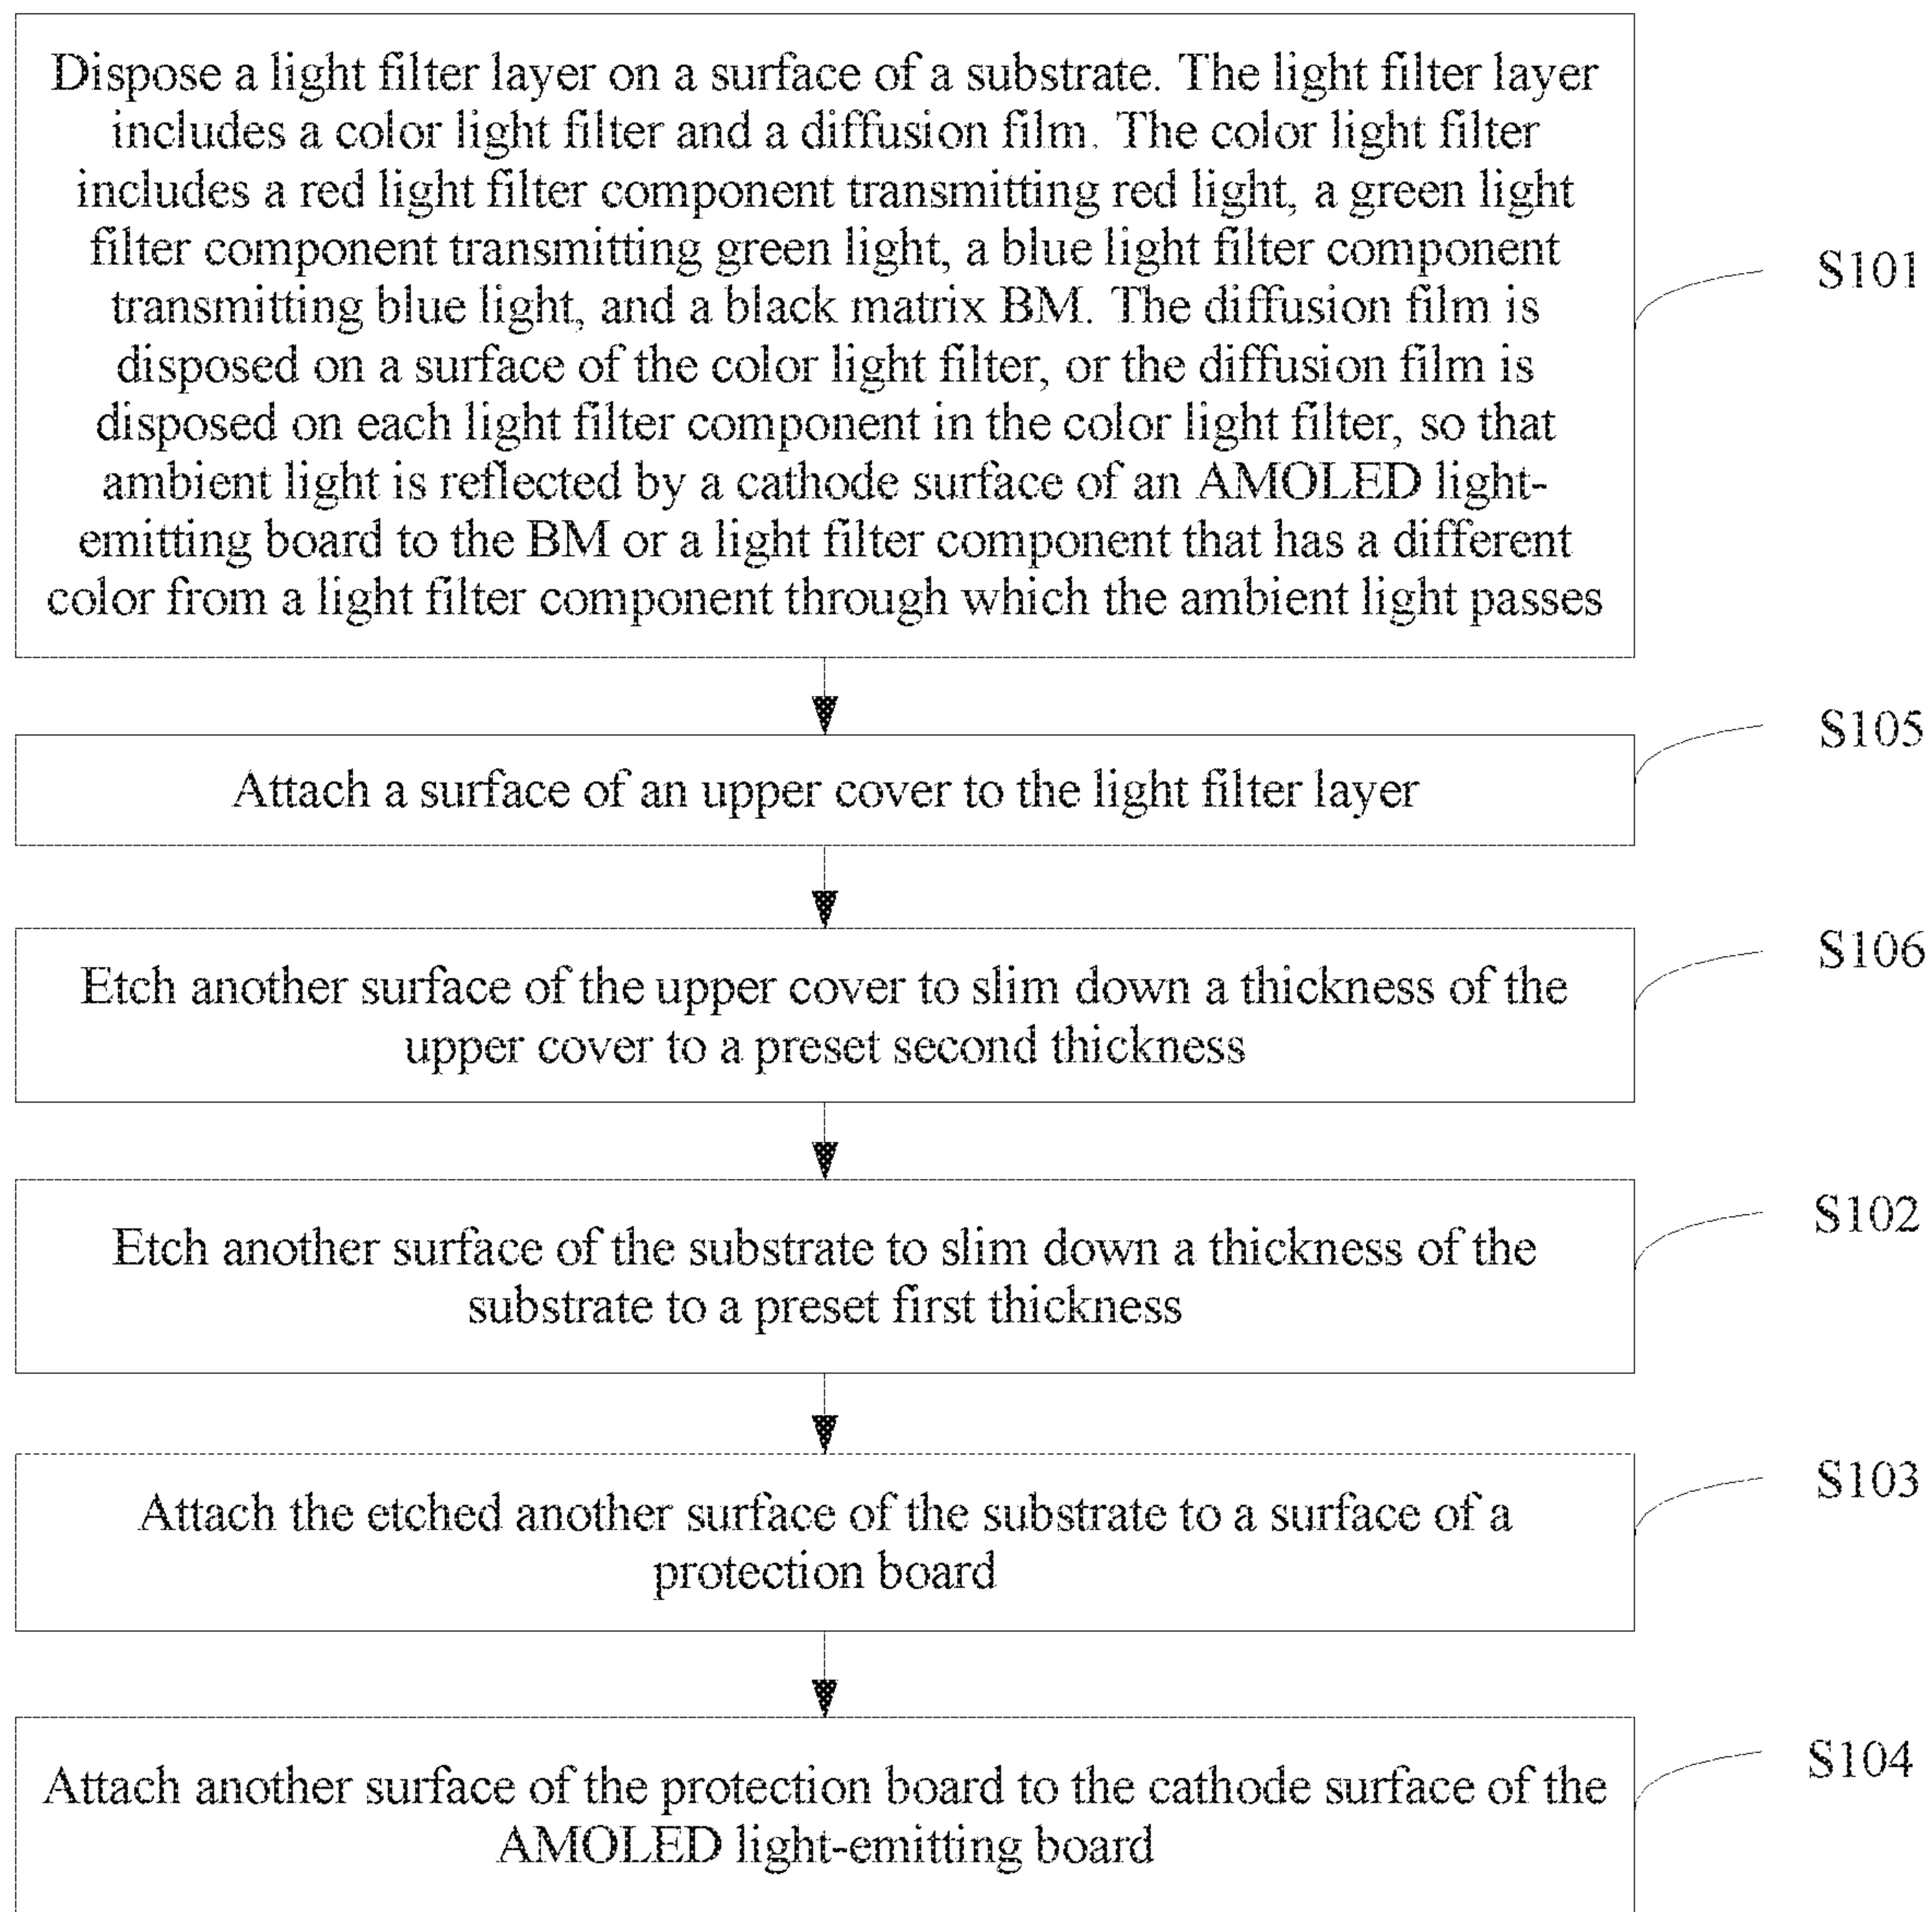 Dispose a light filter layer on a surface of a substrate. The light filter layer
includes a color light filter and a diffusion film. The color light filter
includes a red light filter component transmitting red light, a green light
filter component transmitting green light, a blue light filter component
transmitting blue light, and a black matrix BM. The diffusion film is
disposed on a surface of the color light filter, or the diffusion film is
disposed on each light filter component in the color light filter, so that
ambient light is reflected by a cathode surface of an AMOLED light-
emitting board to the BM or a light filter component that has a different
color from a light filter component through which the ambient light passes
S101
Attach a surface of an upper cover to the light filter layer
S105
Etch another surface of the upper cover to slim down a thickness of the
upper cover to a preset second thickness
S106
Etch another surface of the substrate to slim down a thickness of the
substrate to a preset first thickness
S102
Attach the etched another surface of the substrate to a surface of a
protection board
S103
Attach another surface of the protection board to the cathode surface of the
AMOLED light-emitting board
S104